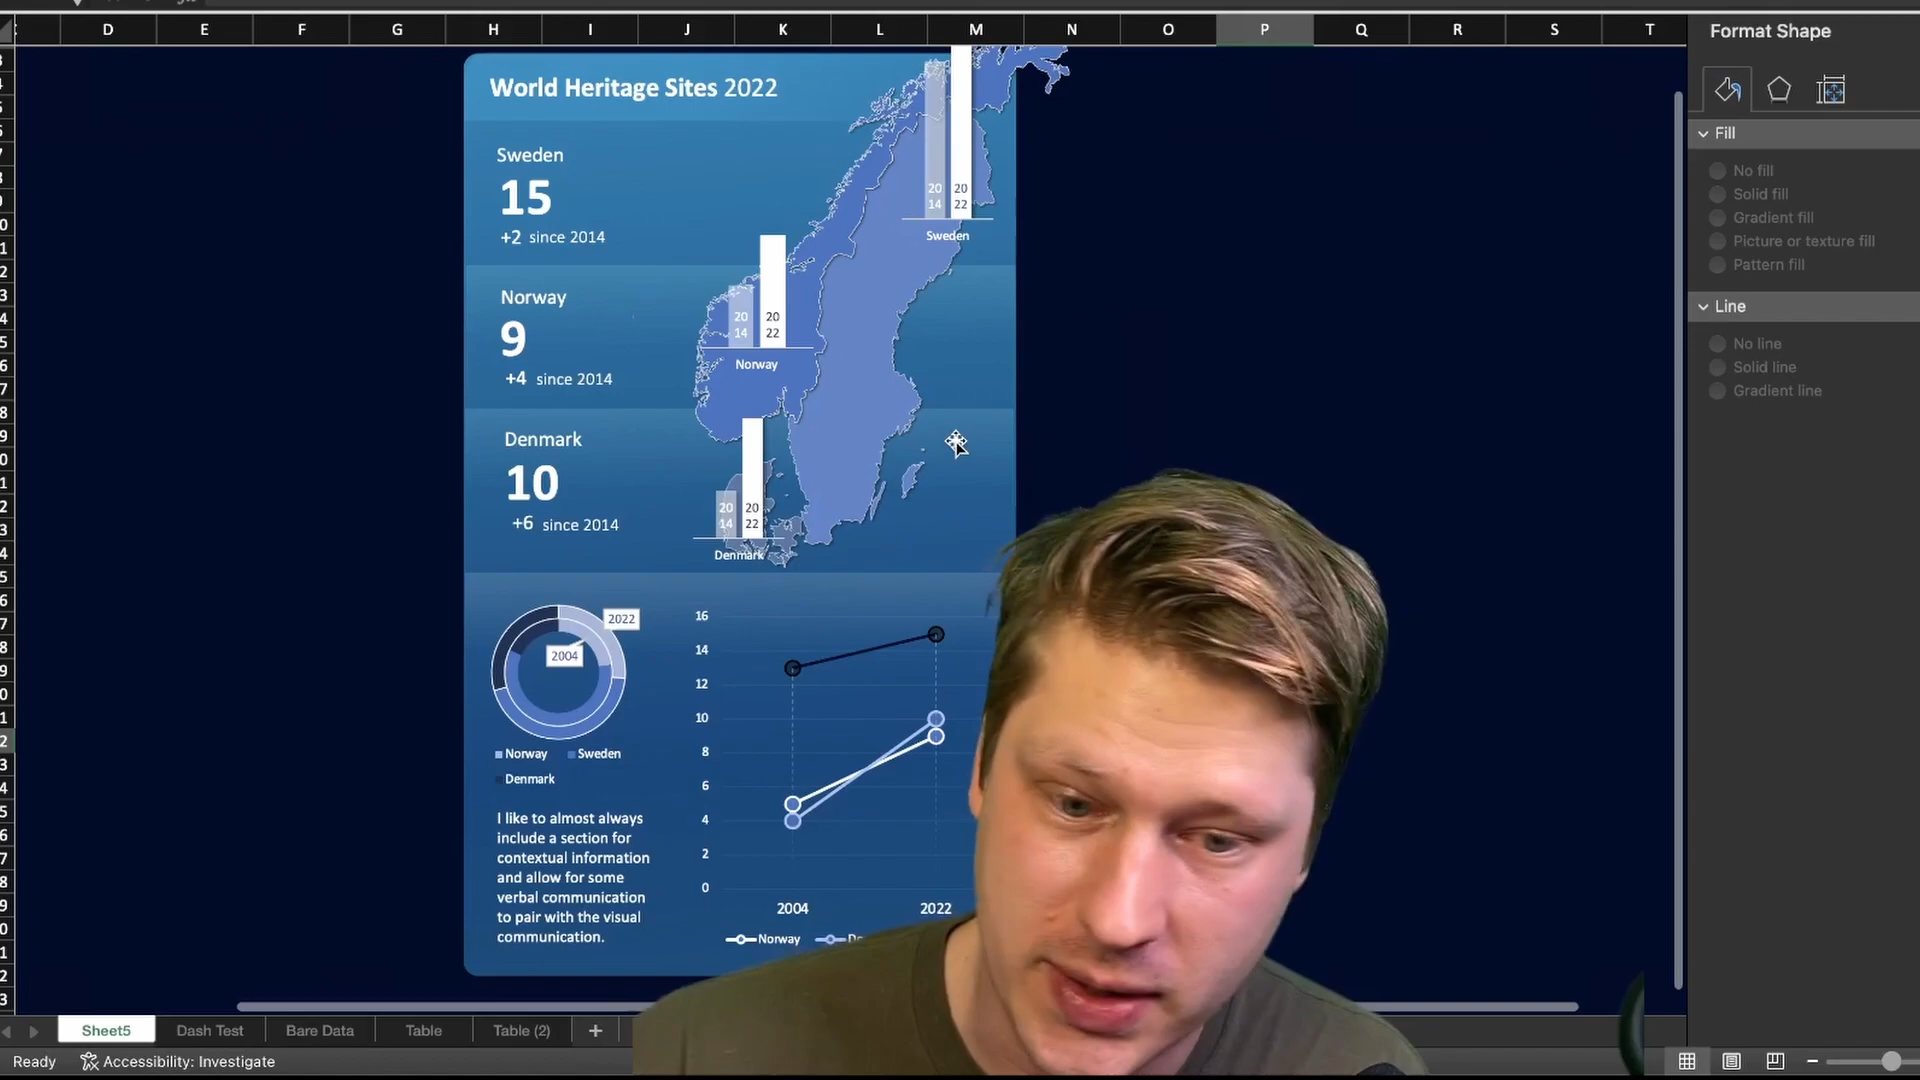 D E F G H I J K L M N O P Q R S T
Format Shape
World Heritage Sites 2022
Sweden
15
+2 since 2014
20 14
20 22
Sweden
Norway
9
+4 since 2014
20 14
20 22
Norway
Denmark
10
+6 since 2014
20 14
20 22
Denmark
2022
2004
Norway Sweden
Denmark
I like to almost always
include a section for
contextual information
and allow for some
verbal communication
to pair with the visual
communication.
16
14
12
10
8
6
4
2
0
2004 2022
Norway
Fill
No fill
Solid fill
Gradient fill
Picture or texture fill
Pattern fill
Line
No line
Solid line
Gradient line
Sheet5 Dash Test Bare Data Table Table (2) +
Ready Accessibility: Investigate